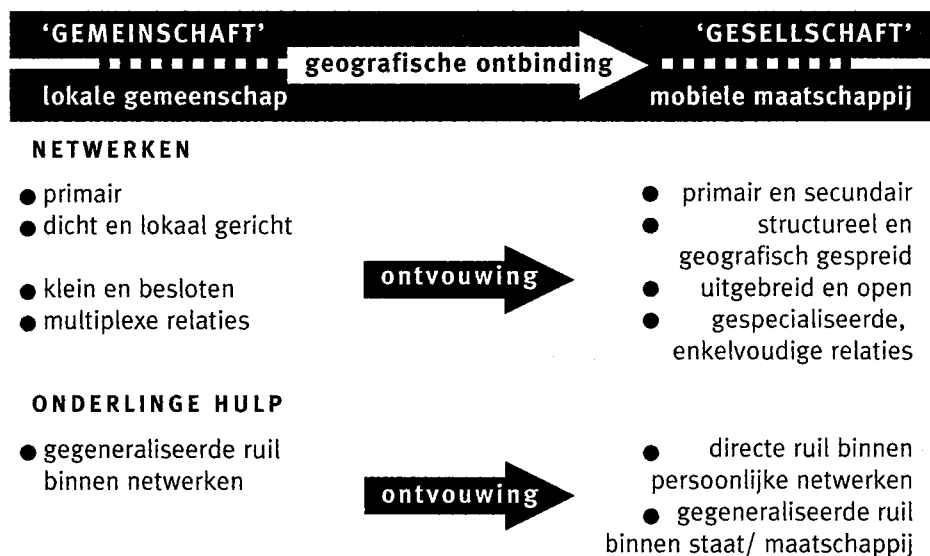 'GEMEINSCHAFT'
'GESELLSCHAFT'
geografische ontbinding
lokale gemeenschap
mobiele maatschappij
NETWERKEN
● primair
● dicht en lokaal gericht
● klein en besloten
● multiplexe relaties
ontvouwing
● primair en secundair
● structureel en
geografisch gespreid
● uitgebreid en open
● gespecialiseerde,
enkelvoudige relaties
ONDERLINGE HULP
● gegeneraliseerde ruil
binnen netwerken
ontvouwing
● directe ruil binnen
persoonlijke netwerken
● gegeneraliseerde ruil
binnen staat/ maatschappij